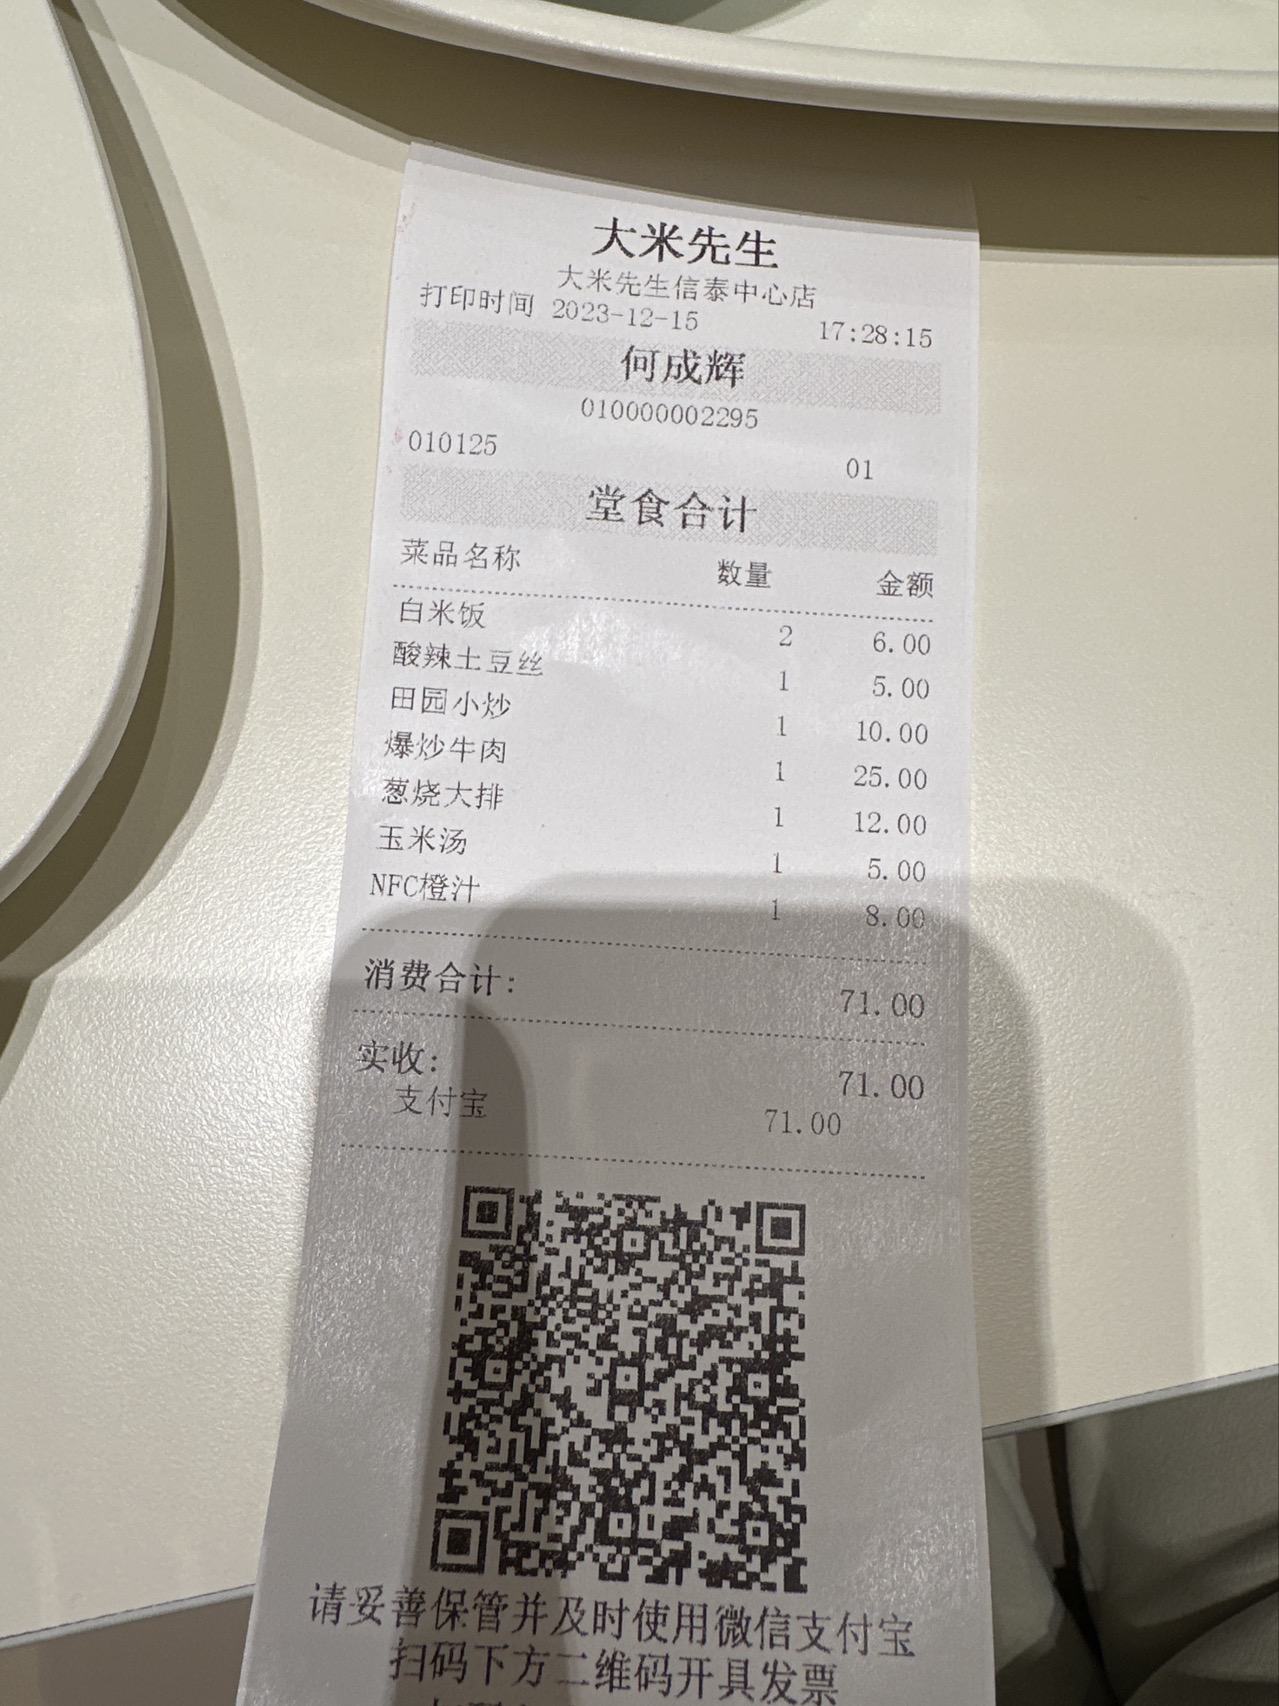 大米先生
大米先生信泰中心店
打印时间 2023-12-15 17:28:15
何成辉
010000002295
010125 01
堂食合计
菜品名称 数量 金额
白米饭 2 6.00
酸辣土豆丝 1 5.00
田园小炒 1 10.00
爆炒牛肉 1 25.00
葱烧大排 1 12.00
玉米汤 1 5.00
NFC橙汁 1 8.00
消费合计: 71.00
实收: 71.00
支付宝 71.00
请妥善保管并及时使用微信支付宝
扫码下方二维码开具发票